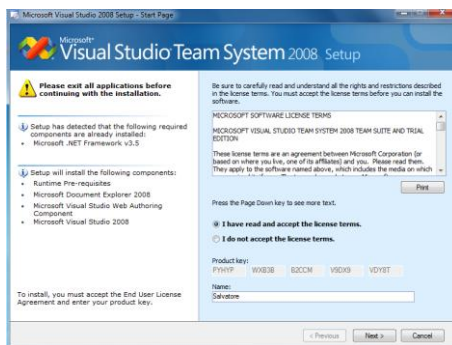 Microsoft Visual Studio 2008 Setup - Start Page
Microsoft®
Visual Studio Team System 2008 Setup
Please exit all applications before
continuing with the installation.
Setup has detected that the following required
components are already installed:
• Microsoft .NET Framework v3.5
Setup will install the following components:
• Runtime Pre-requisites
• Microsoft Document Explorer 2008
• Microsoft Visual Studio Web Authoring
Component
• Microsoft Visual Studio 2008
To install, you must accept the End User License
Agreement and enter your product key.
Be sure to carefully read and understand all the rights and restrictions described
in the license terms. You must accept the license terms before you can install the
software.
MICROSOFT SOFTWARE LICENSE TERMS
MICROSOFT VISUAL STUDIO TEAM SYSTEM 2008 TEAM SUITE AND TRIAL
EDITION
These license terms are an agreement between Microsoft Corporation (or
based on where you live, one of its affiliates) and you. Please read them.
They apply to the software named above, which includes the media on which
Print
Press the Page Down key to see more text.
I have read and accept the license terms.
I do not accept the license terms.
Product key:
Name:
Salvatore
< Previous
Next >
Cancel